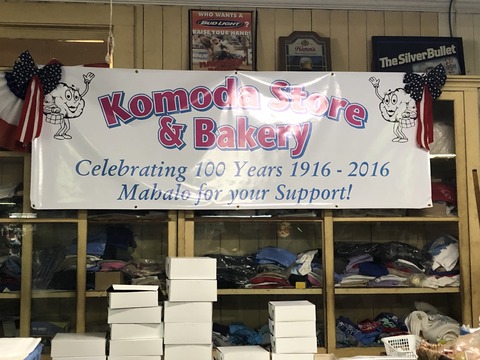 WHO WANTS A
BUD LIGHT
?
RAISE YOUR HAND!
Hamm's
The Silver Bullet
Komoda Store
& Bakery
Celebrating 100 Years 1916 - 2016
Mahalo for your Support!